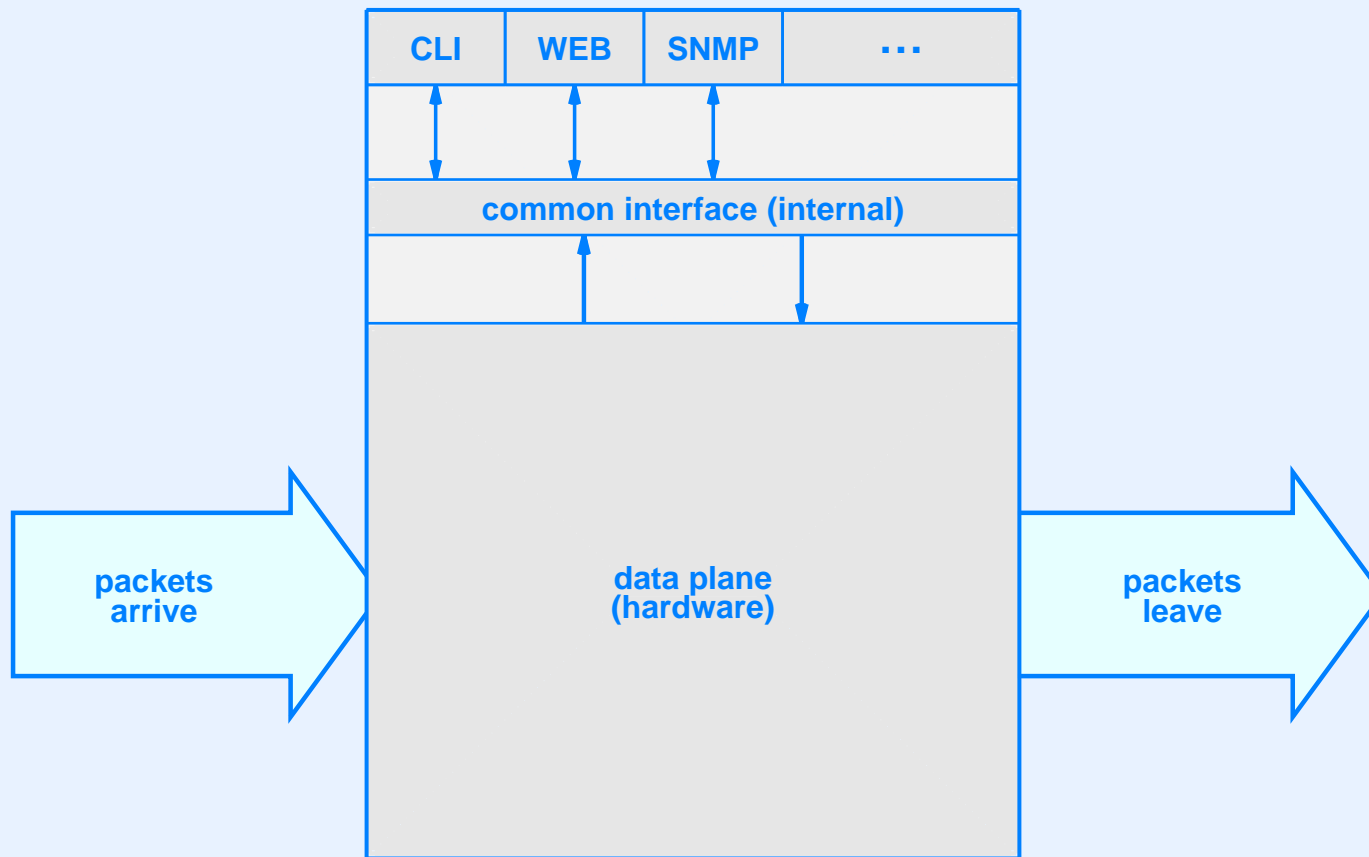 CLI WEB SNMP ...
common interface (internal)
data plane
(hardware)
packets
arrive
packets
leave